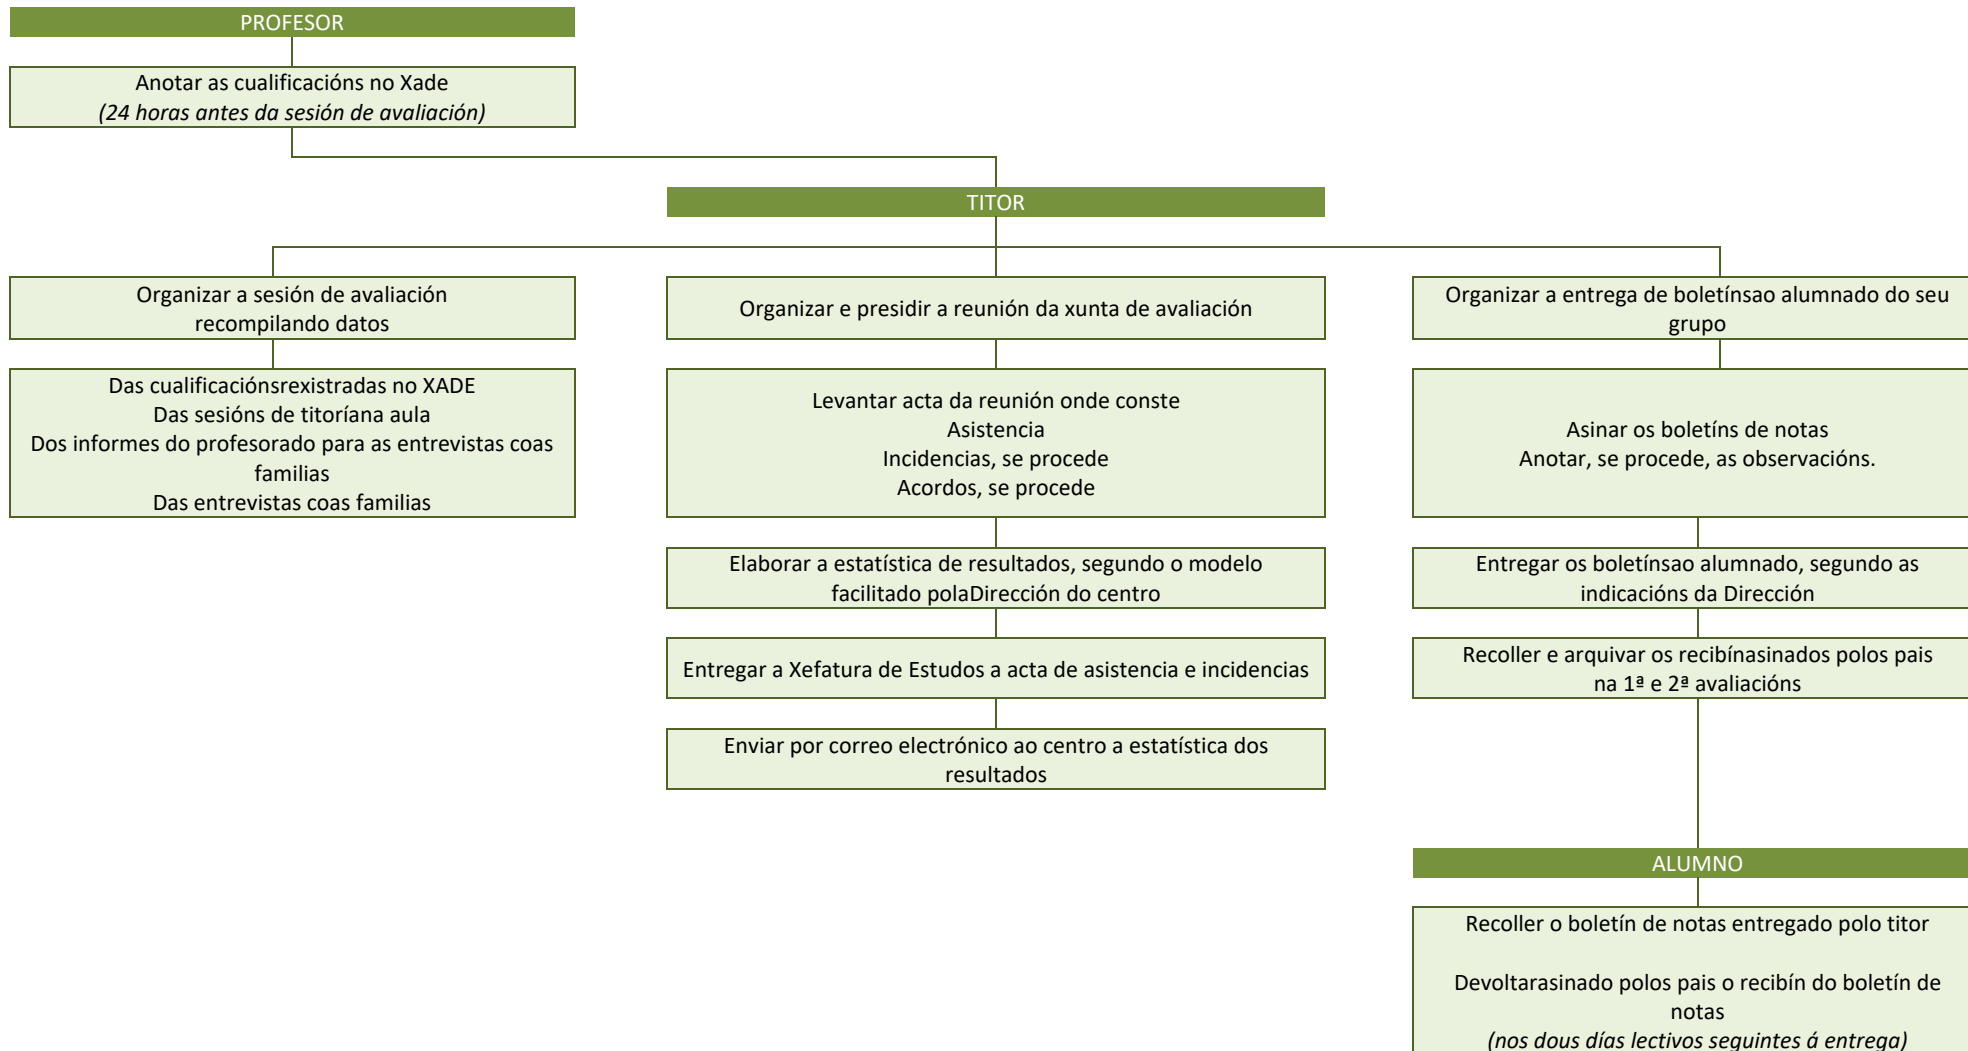 PROFESOR
Anotar as cualificacións no Xade
(24 horas antes da sesión de avaliación)
TITOR
Organizar a sesión de avaliación
recompilando datos
Das cualificaciónsrexistradas no XADE
Das sesións de titoríana aula
Dos informes do profesorado para as entrevistas coas
familias
Das entrevistas coas familias
Organizar e presidir a reunión da xunta de avaliación
Levantar acta da reunión onde conste
Asistencia
Incidencias, se procede
Acordos, se procede
Elaborar a estatística de resultados, segundo o modelo
facilitado polaDirección do centro
Entregar a Xefatura de Estudos a acta de asistencia e incidencias
Enviar por correo electrónico ao centro a estatística dos
resultados
Organizar a entrega de boletínsao alumnado do seu
grupo
Asinar os boletíns de notas
Anotar, se procede, as observacións.
Entregar os boletínsao alumnado, segundo as
indicacións da Dirección
Recoller e arquivar os recibínasinados polos pais
na 1ª e 2ª avaliacións
ALUMNO
Recoller o boletín de notas entregado polo titor
Devoltarasinado polos pais o recibín do boletín de
notas
(nos dous días lectivos seguintes á entrega)